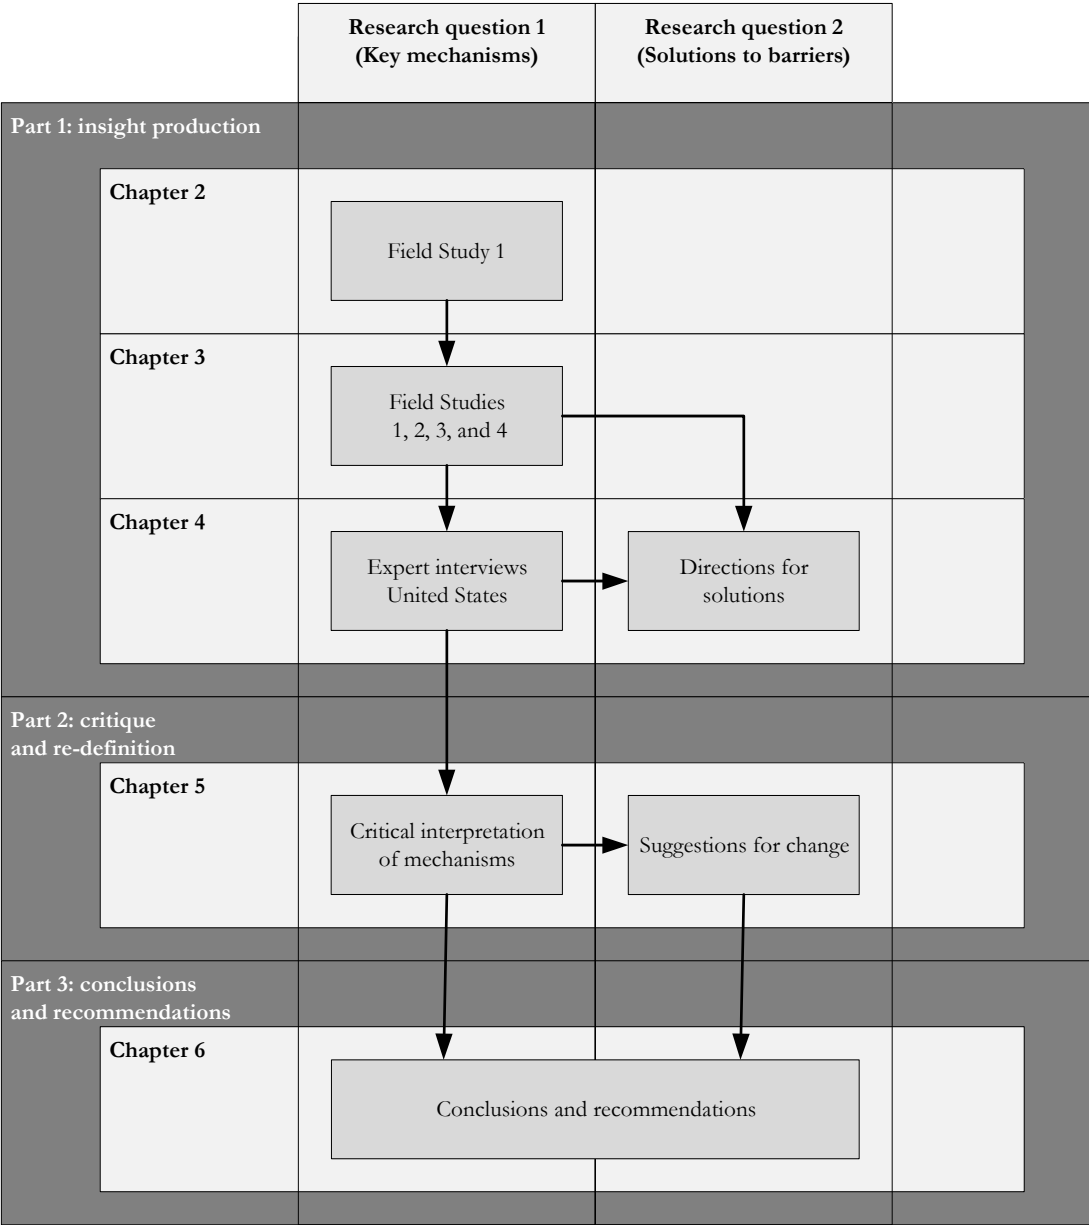 Research question 1
(Key mechanisms)
Research question 2
(Solutions to barriers)
Part 1: insight production
Chapter 2
Field Study 1
Chapter 3
Field Studies
1, 2, 3, and 4
Chapter 4
Expert interviews
United States
Directions for
solutions
Part 2: critique
and re-definition
Chapter 5
Critical interpretation
of mechanisms
Suggestions for change
Part 3: conclusions
and recommendations
Chapter 6
Conclusions and recommendations